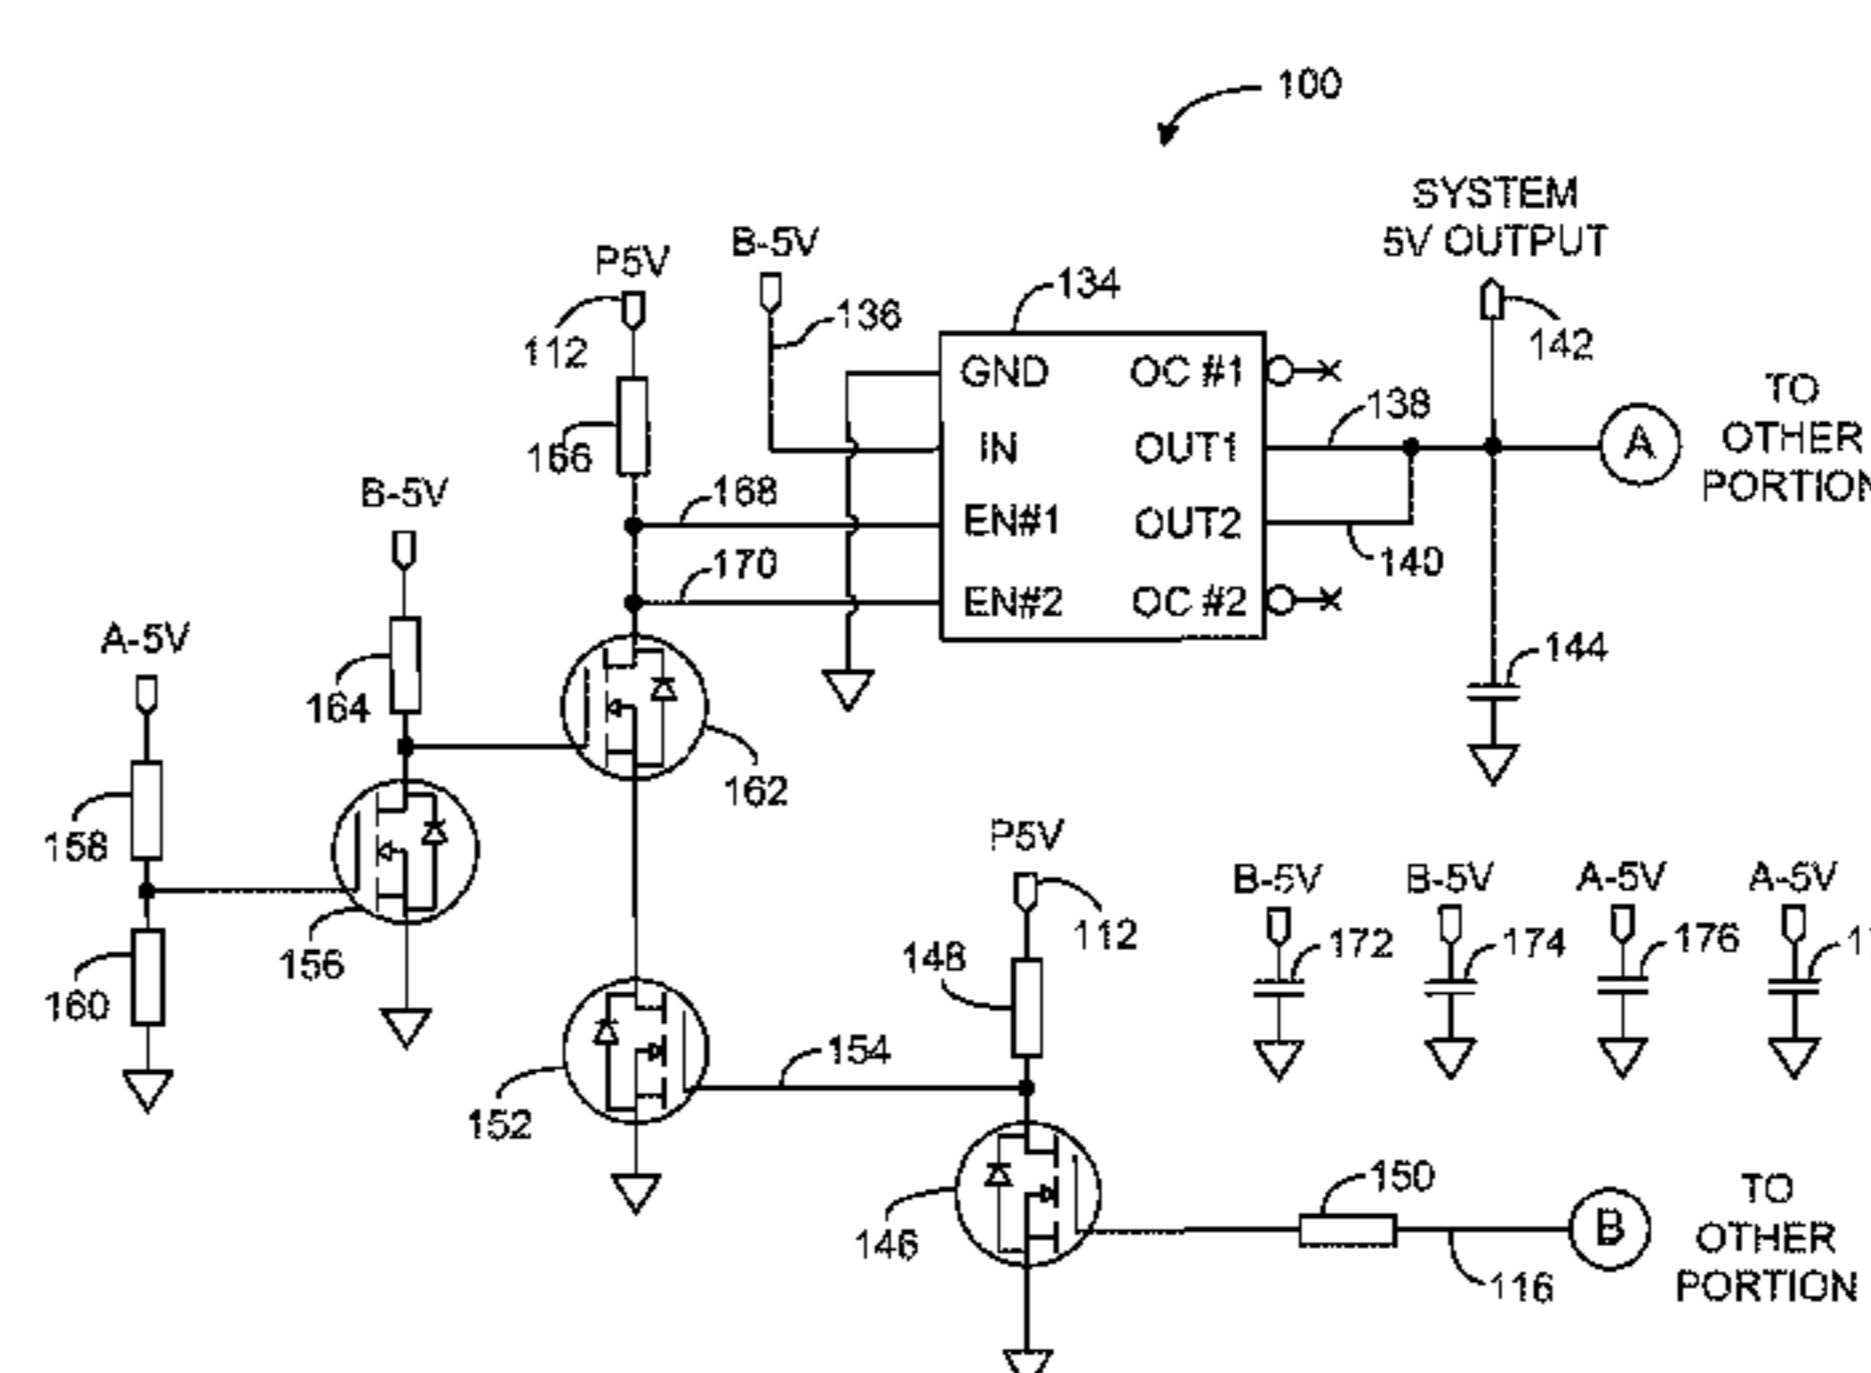 100
SYSTEM
5V OUTPUT
P5V
B-5V
134
112
136
142
GND
OC #1
TO
OTHER
PORTION
138
A
166
IN
OUT1
B-5V
168
EN#1
OUT2
170
140
EN#2
OC #2
A-5V
144
164
162
158
P5V
B-5V
B-5V
A-5V
A-5V
156
148
112
172
174
176
160
154
152
150
TO
OTHER
PORTION
B
146
116